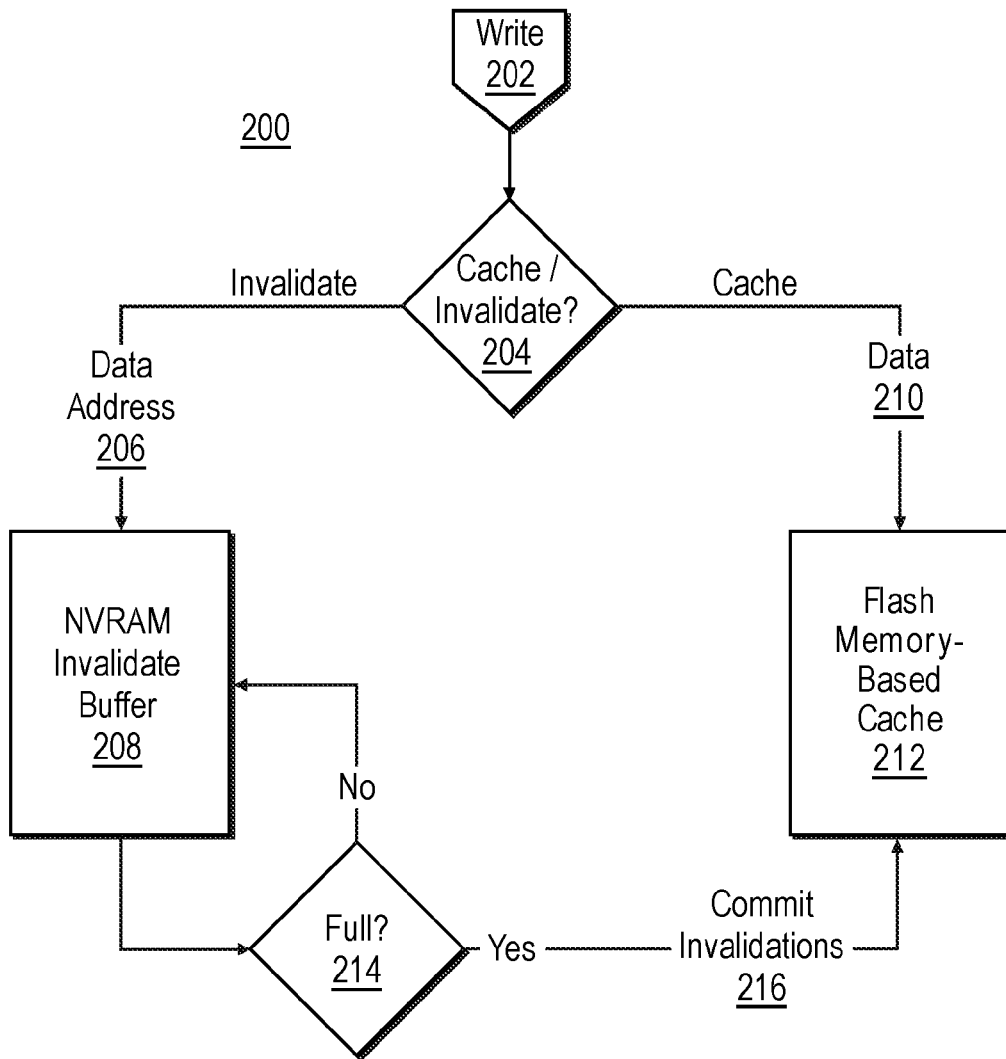 Write
202
200
Cache /
Invalidate?
204
Invalidate
Cache
Data
Address
206
Data
210
NVRAM
Invalidate
Buffer
208
Flash
Memory-
Based
Cache
212
No
Full?
214
Yes
Commit
Invalidations
216